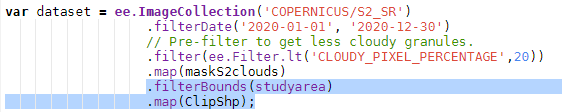 var dataset = ee.ImageCollection('COPERNICUS/S2_SR')
.filterDate('2020-01-01', '2020-12-30')
// Pre-filter to get less cloudy granules.
.filter(ee.Filter.lt('CLOUDY_PIXEL_PERCENTAGE',20))
.map(maskS2clouds)
.filterBounds(studyarea)
.map(ClipShp);